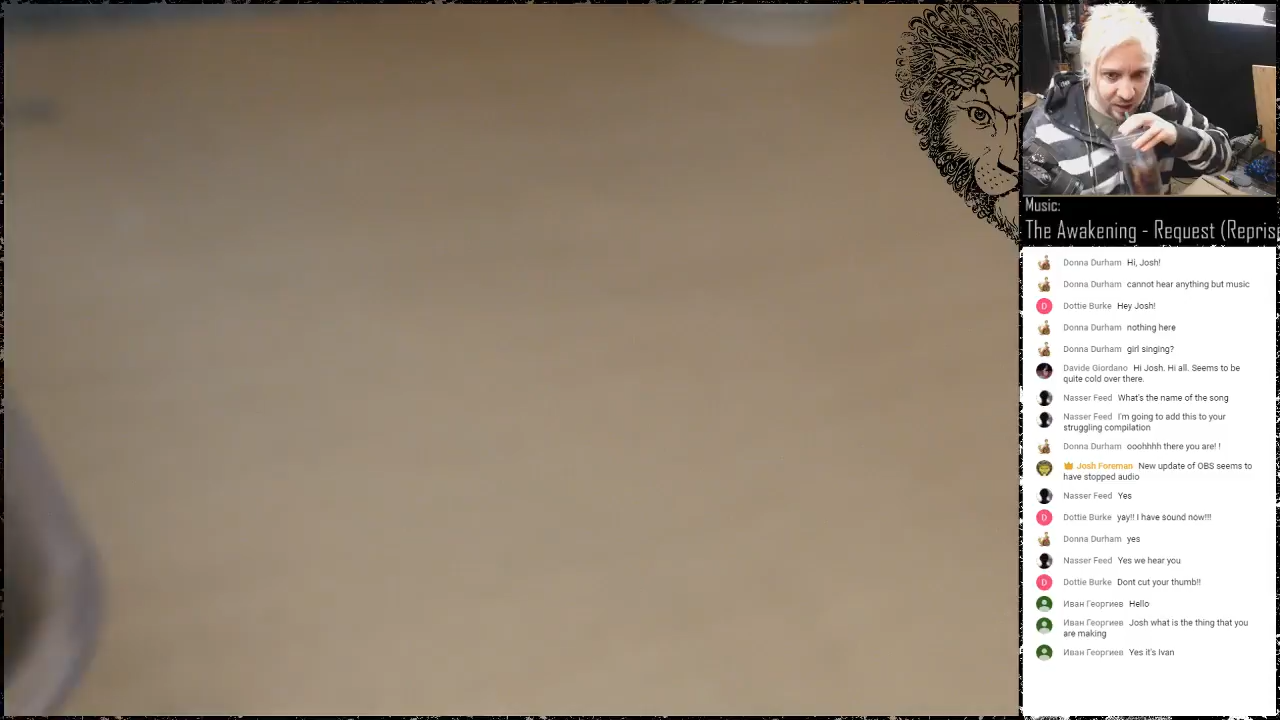 Music:
The Awakening - Request (Reprise
Donna Durham Hi, Josh!
Donna Durham cannot hear anything but music
D Dottie Burke Hey Josh!
Donna Durham nothing here
Donna Durham girl singing?
Davide Giordano Hi Josh. Hi all. Seems to be
quite cold over there.
Nasser Feed What's the name of the song
Nasser Feed I'm going to add this to your
struggling compilation
Donna Durham ooohhhh there you are! !
Josh Foreman New update of OBS seems to
have stopped audio
Nasser Feed Yes
D Dottie Burke yay!! I have sound now!!!
Donna Durham yes
Nasser Feed Yes we hear you
D Dottie Burke Dont cut your thumb!!
Иван Георгиев Hello
Иван Георгиев Josh what is the thing that you
are making
Иван Георгиев Yes it's Ivan